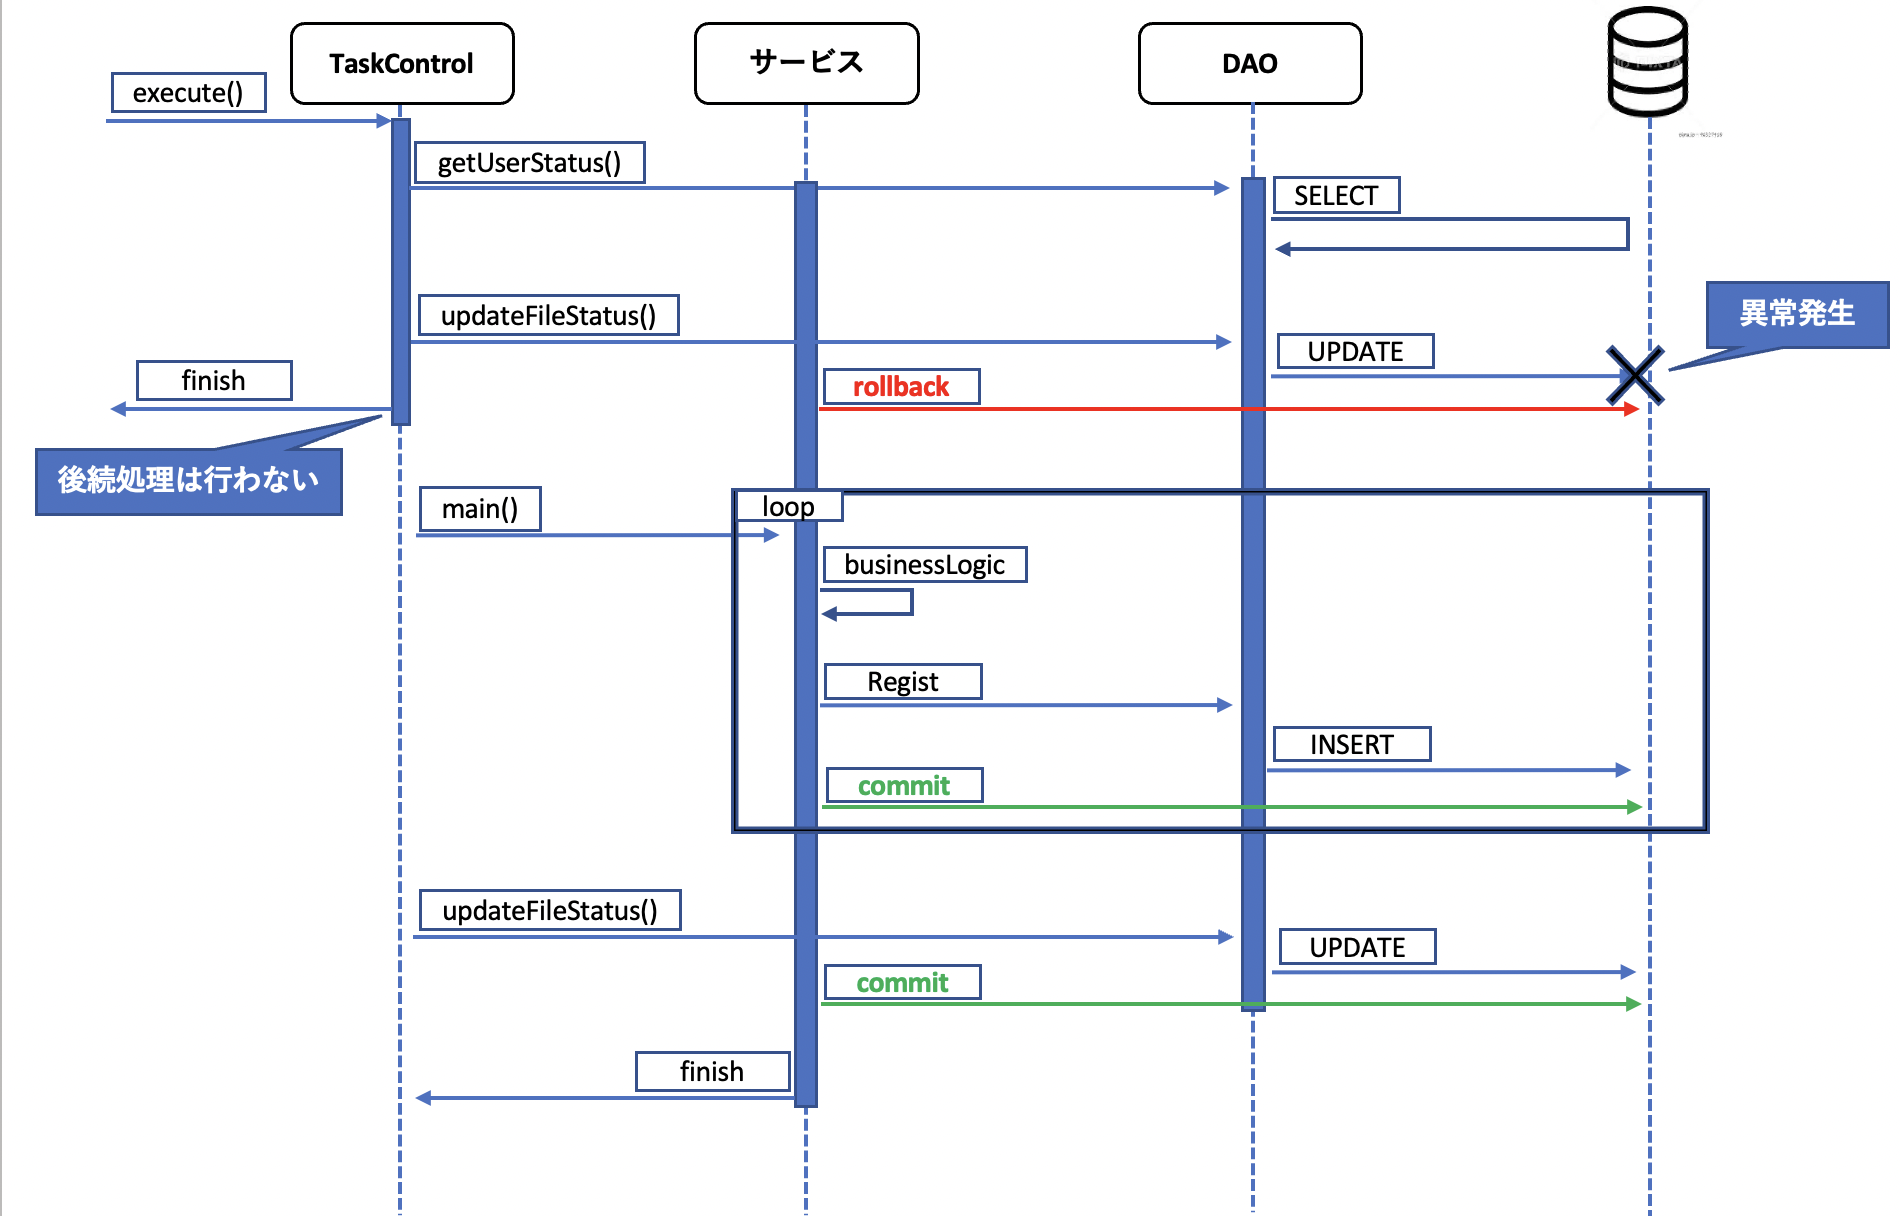 TaskControl
サービス
DAO
execute()
getUserStatus()
SELECT
updateFileStatus()
異常発生
UPDATE
finish
rollback
後続処理は行わない
main()
loop
businessLogic
Regist
INSERT
commit
updateFileStatus()
UPDATE
commit
finish